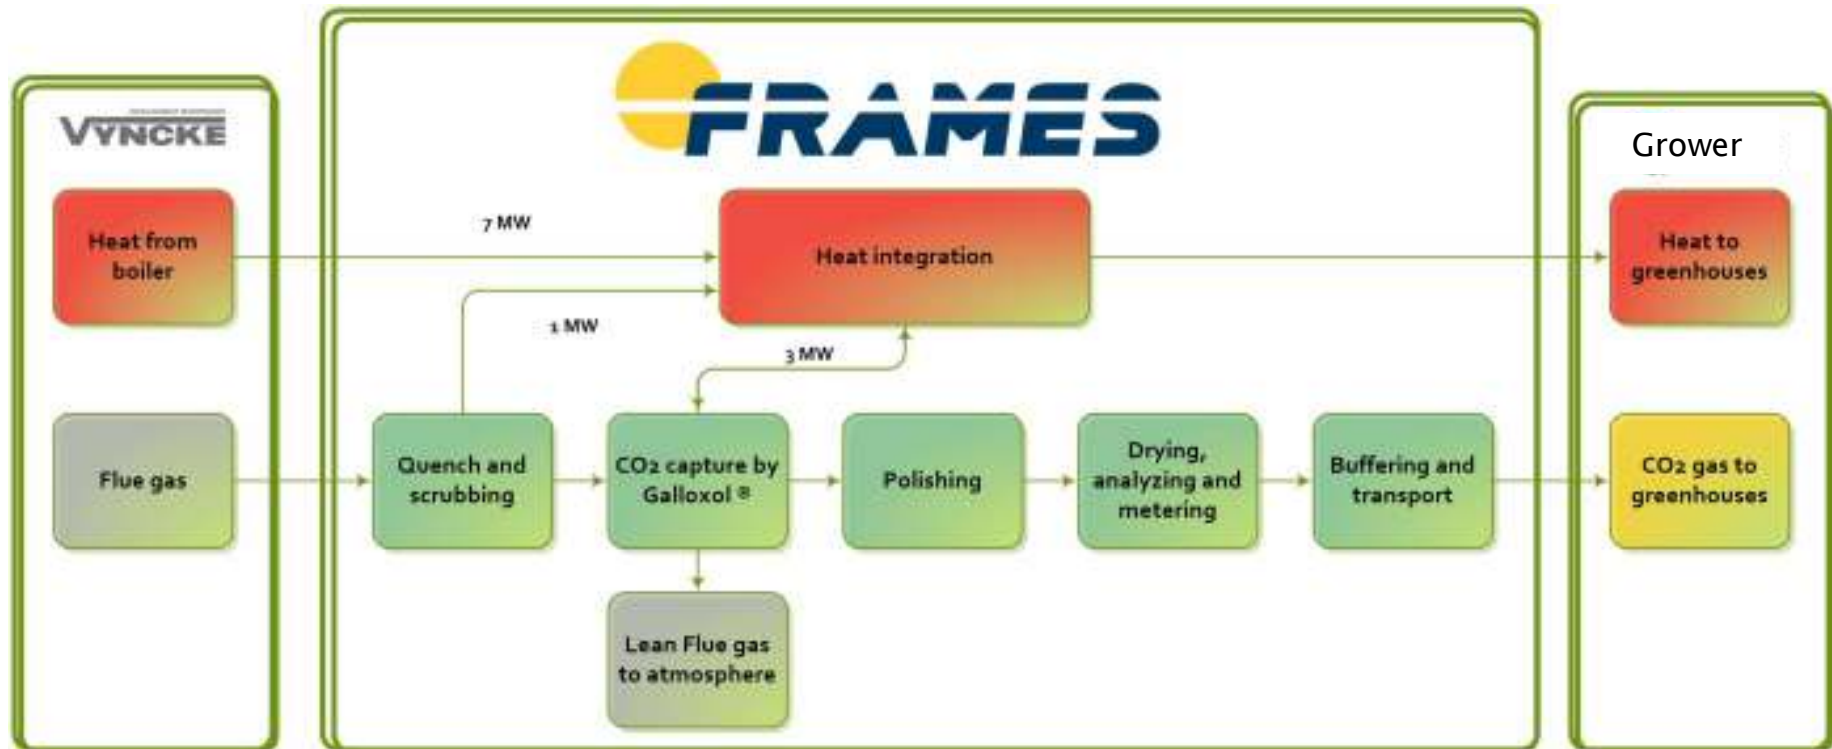 VYNCKE
FRAMES
Grower
Heat from
boiler
7 MW
Heat integration
Heat to
greenhouses
1 MW
3 MW
Flue gas
Quench and
scrubbing
CO2 capture by
Galloxol ®
Polishing
Drying,
analyzing and
metering
Buffering and
transport
CO2 gas to
greenhouses
Lean Flue gas
to atmosphere